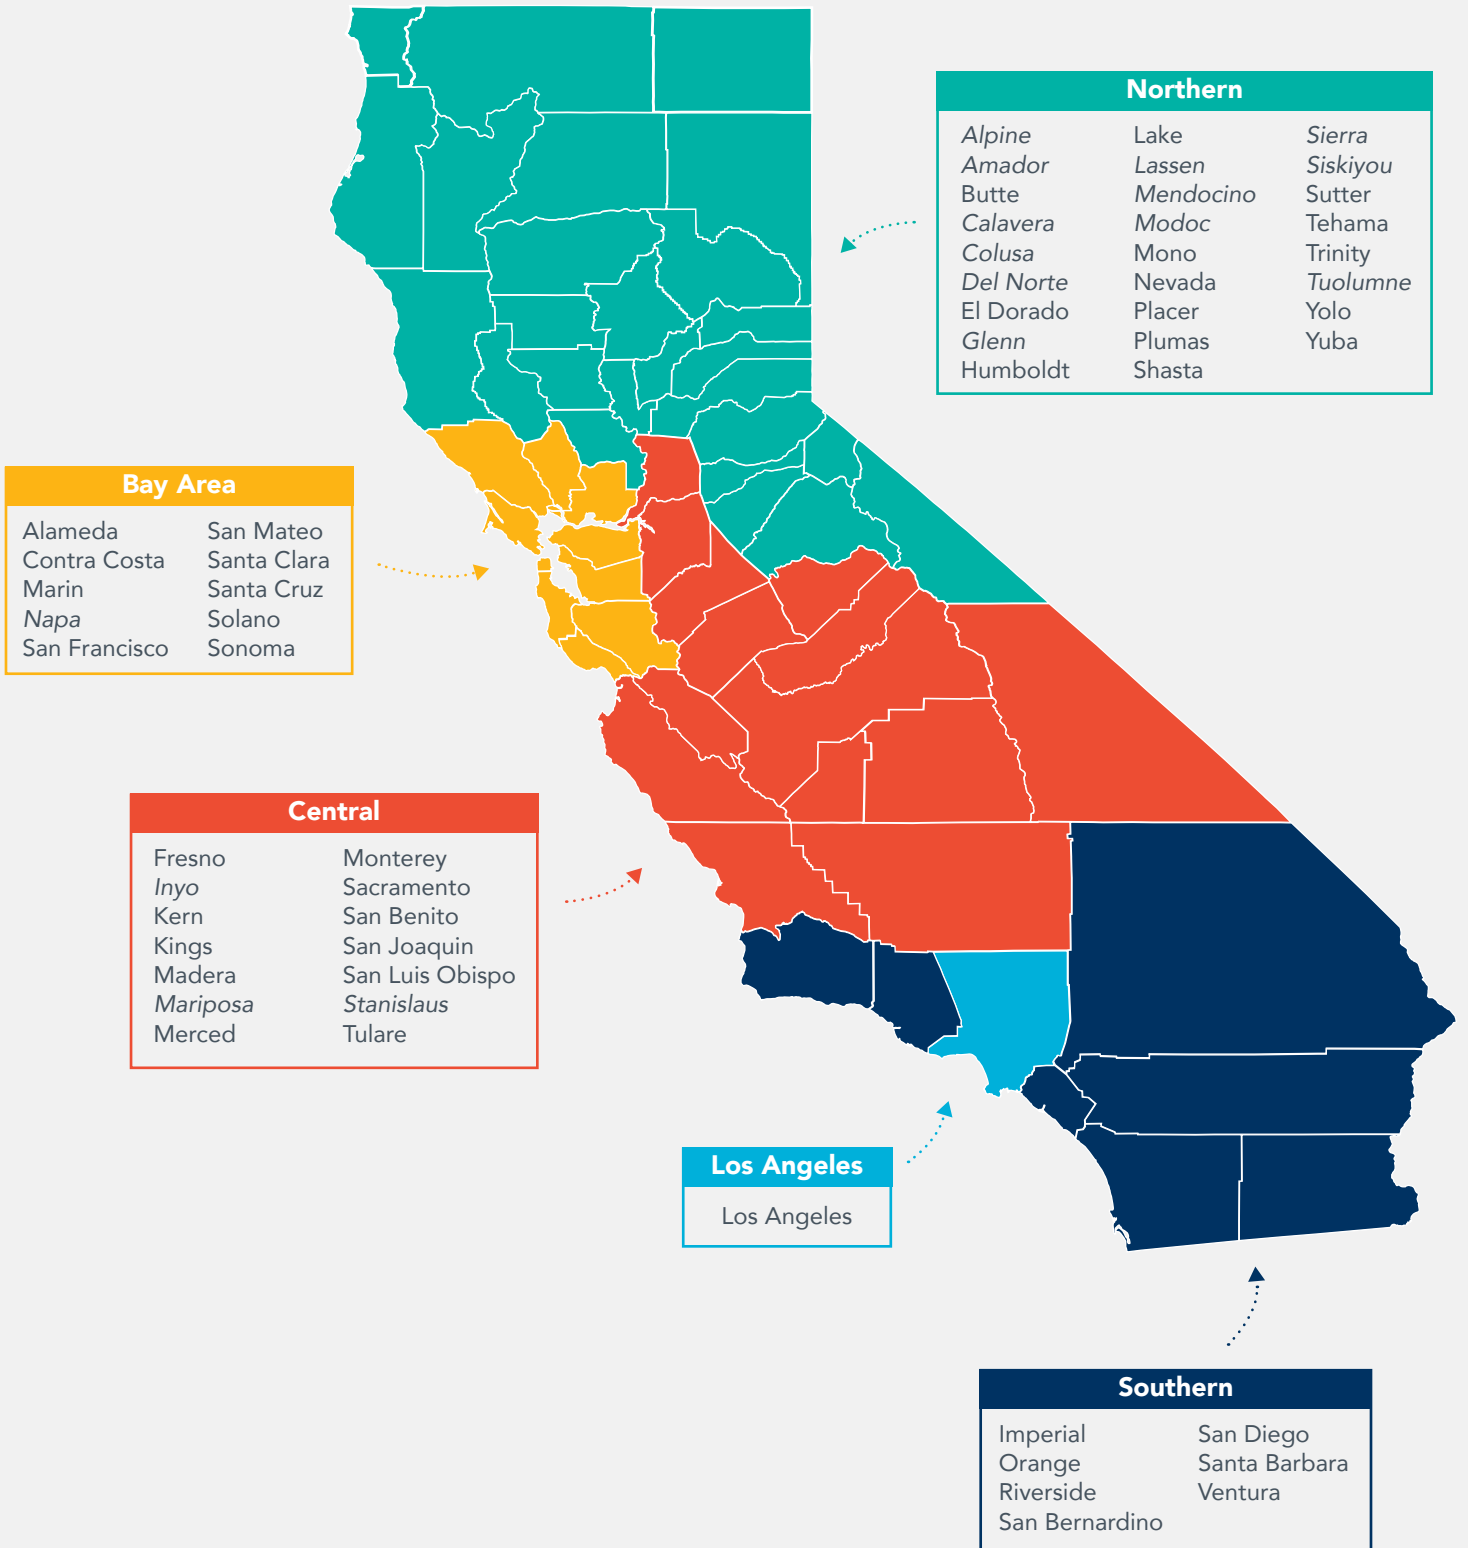 Northern
Alpine
Amador
Butte
Calavera
Colusa
Del Norte
El Dorado
Glenn
Humboldt
Lake
Lassen
Mendocino
Modoc
Mono
Nevada
Placer
Plumas
Shasta
Sierra
Siskiyou
Sutter
Tehama
Trinity
Tuolumne
Yolo
Yuba
Bay Area
Alameda
Contra Costa
Marin
Napa
San Francisco
San Mateo
Santa Clara
Santa Cruz
Solano
Sonoma
Central
Fresno
Inyo
Kern
Kings
Madera
Mariposa
Merced
Monterey
Sacramento
San Benito
San Joaquin
San Luis Obispo
Stanislaus
Tulare
Los Angeles
Los Angeles
Southern
Imperial
Orange
Riverside
San Bernardino
San Diego
Santa Barbara
Ventura